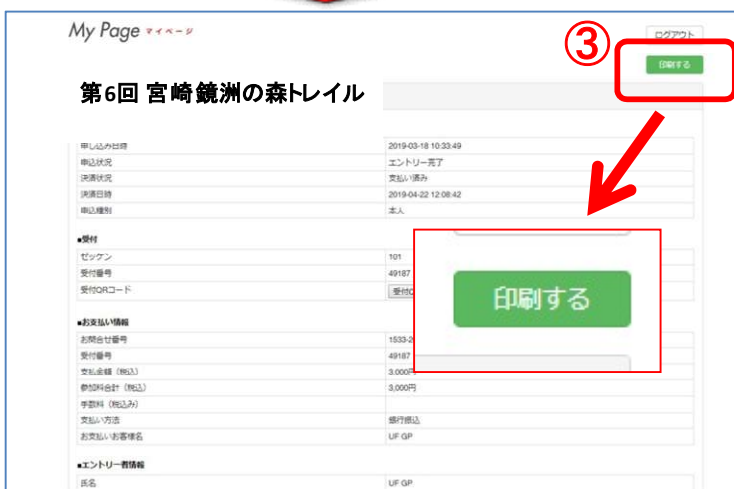 My Page マイページ
ログアウト
③
印刷する
第6回 宮崎鏡洲の森トレイル
申し込み日時 2019-03-18 10:33:49
申込状況 エントリー完了
決済状況 支払い済み
決済日時 2019-04-22 12:08:42
申込種別 本人
■受付
ゼッケン 101
受付番号 49187
受付QRコード 受付
印刷する
■お支払い情報
お問合せ番号 1533-2
受付番号 49187
支払金額（税込） 3,000円
参加料合計（税込） 3,000円
手数料（税込み）
支払い方法 銀行振込
お支払いお客様名 UF GP
■エントリー者情報
氏名 UF GP